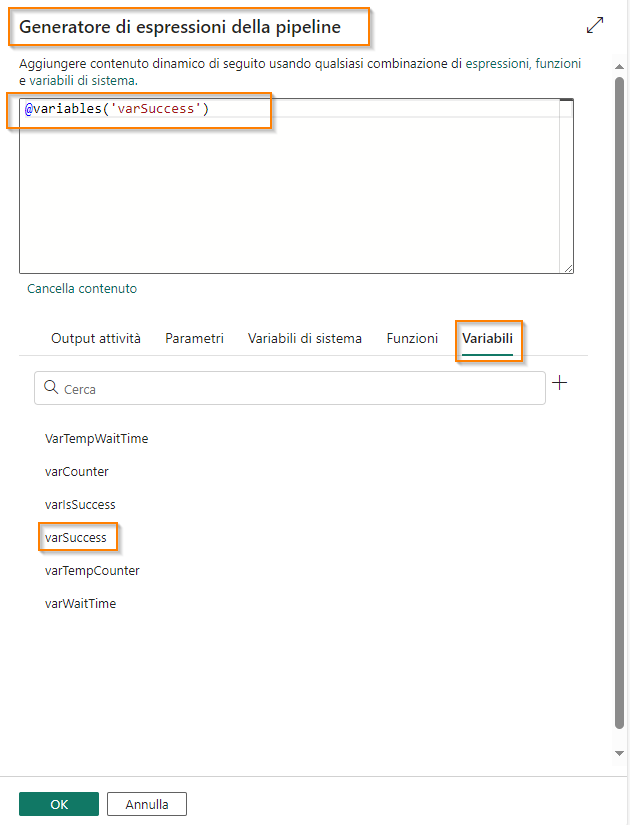 Generatore di espressioni della pipeline
Aggiungere contenuto dinamico di seguito usando qualsiasi combinazione di espressioni, funzioni
e variabili di sistema.
@variables('varSuccess')
Cancella contenuto
Output attività Parametri Variabili di sistema Funzioni Variabili
Cerca
VarTempWaitTime
varCounter
varIsSuccess
varSuccess
varTempCounter
varWaitTime
OK Annulla